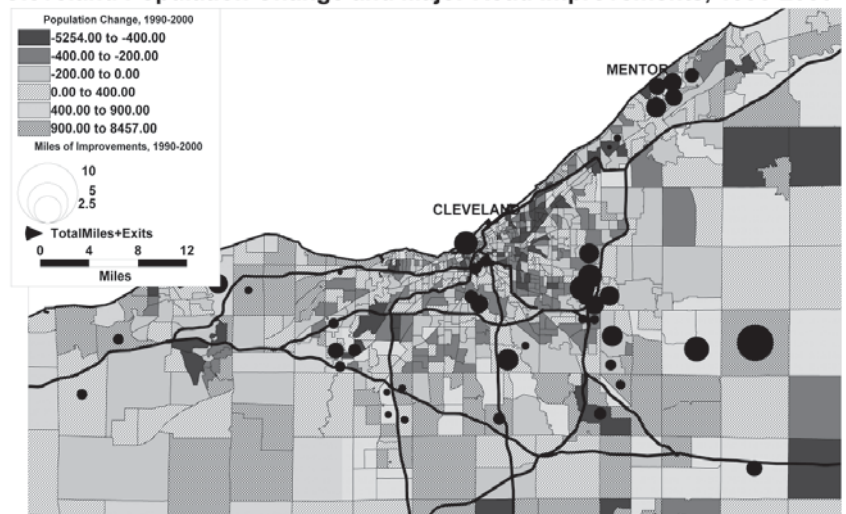 Population Change, 1990-2000
-5254.00 to -400.00
-400.00 to -200.00
-200.00 to 0.00
0.00 to 400.00
400.00 to 900.00
900.00 to 8457.00
Miles of Improvements, 1990-2000
10
5
2.5
TotalMiles+Exits
0 4 8 12
Miles
MENTOR
CLEVELAND